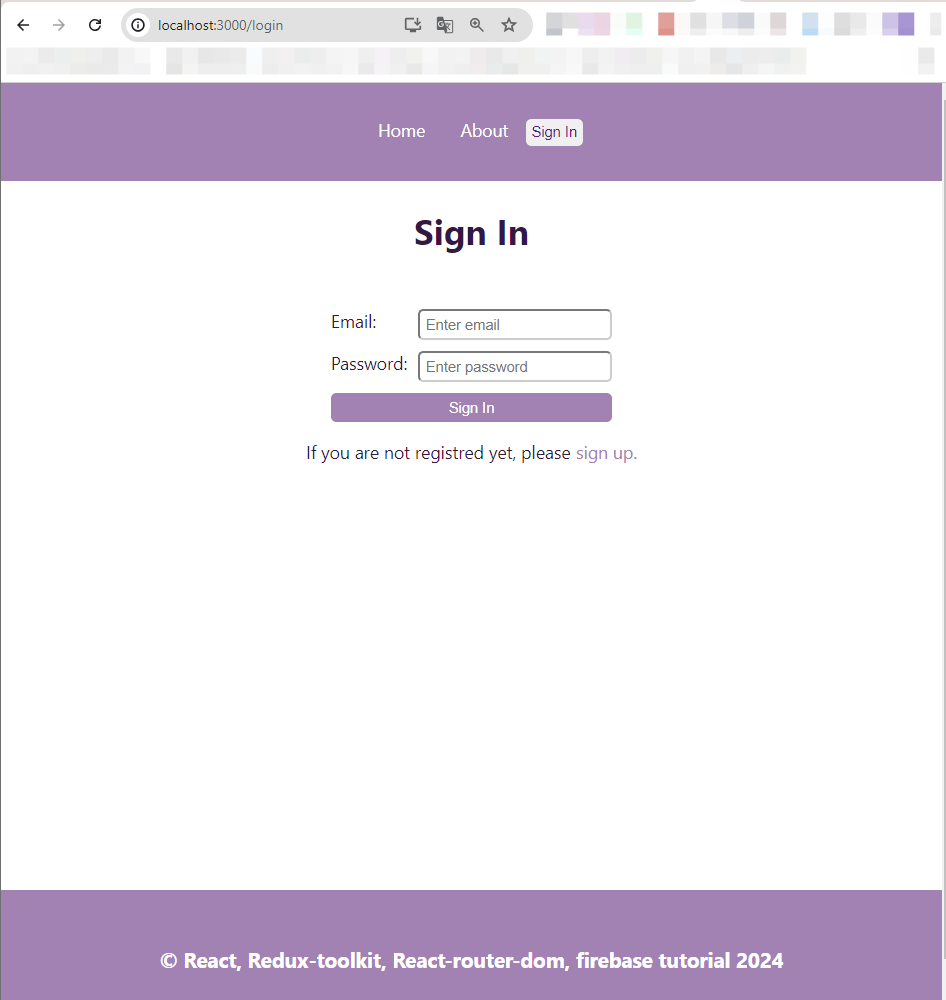 localhost:3000/login
Home About Sign In
Sign In
Email: Enter email
Password: Enter password
Sign In
If you are not registred yet, please sign up.
© React, Redux-toolkit, React-router-dom, firebase tutorial 2024